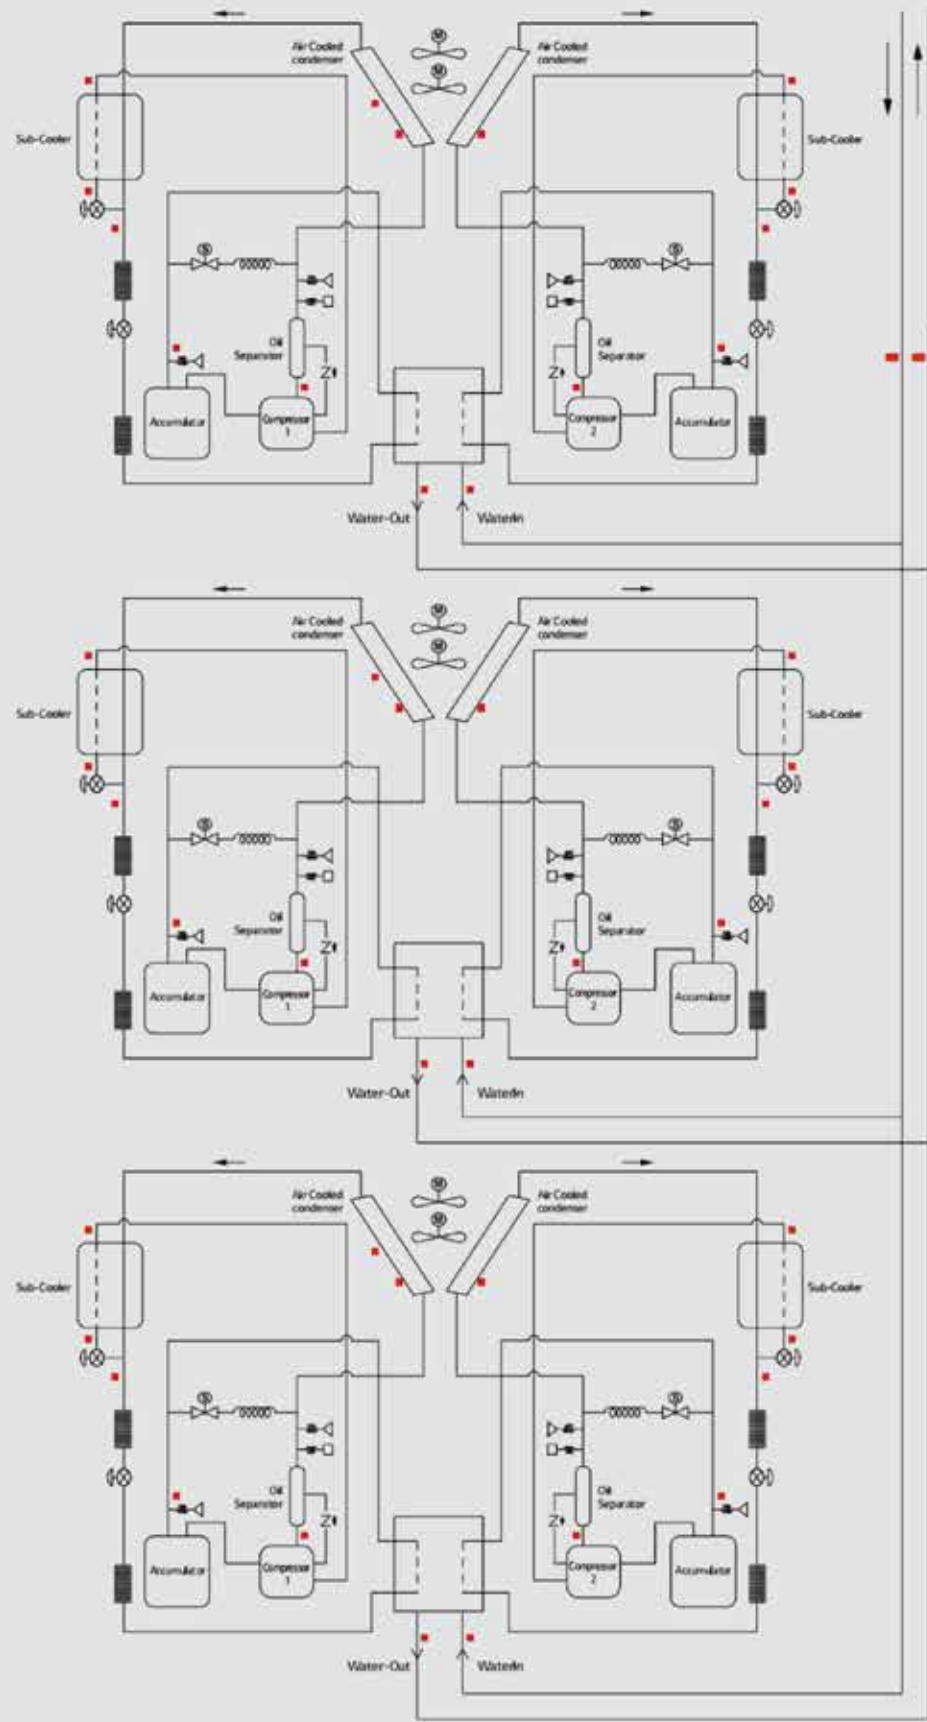 Air Cooled
condenser
M
M
Air Cooled
condenser
Sub-Cooler
Sub-Cooler
S
S
Oil
Separator
Oil
Separator
Accumulator
Compressor
1
Compressor
2
Accumulator
Water-Out
WaterIn
Air Cooled
condenser
M
M
Air Cooled
condenser
Sub-Cooler
Sub-Cooler
S
S
Oil
Separator
Oil
Separator
Accumulator
Compressor
1
Compressor
2
Accumulator
Water-Out
WaterIn
Air Cooled
condenser
M
M
Air Cooled
condenser
Sub-Cooler
Sub-Cooler
S
S
Oil
Separator
Oil
Separator
Accumulator
Compressor
1
Compressor
2
Accumulator
Water-Out
WaterIn